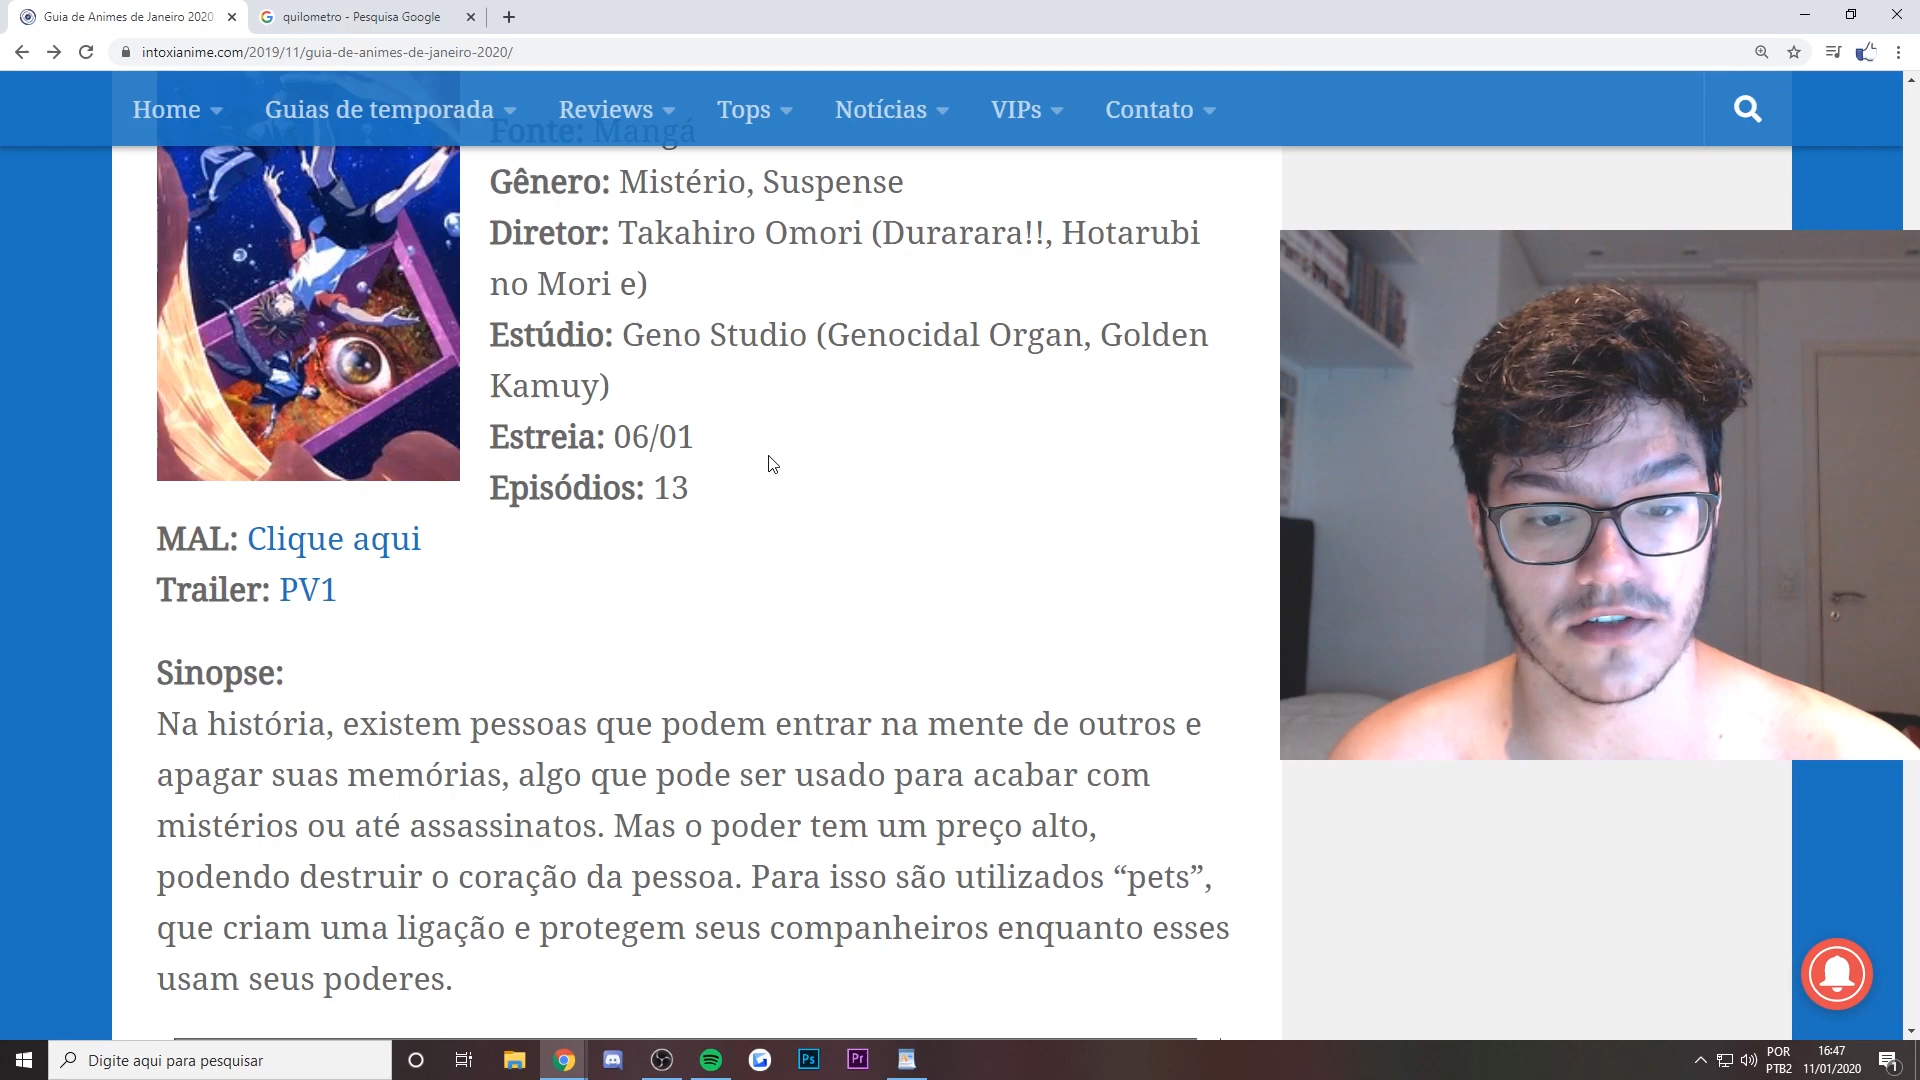 Guia de Animes de Janeiro 2020
quilometro - Pesquisa Google
intoxianime.com/2019/11/guia-de-animes-de-janeiro-2020/
Home
Guias de temporada
Reviews
Tops
Notícias
VIPs
Contato
Fonte: Mangá
Gênero: Mistério, Suspense
Diretor: Takahiro Omori (Durarara!!, Hotarubi
no Mori e)
Estúdio: Geno Studio (Genocidal Organ, Golden
Kamuy)
Estreia: 06/01
Episódios: 13
MAL: Clique aqui
Trailer: PV1
Sinopse:
Na história, existem pessoas que podem entrar na mente de outros e
apagar suas memórias, algo que pode ser usado para acabar com
mistérios ou até assassinatos. Mas o poder tem um preço alto,
podendo destruir o coração da pessoa. Para isso são utilizados “pets”,
que criam uma ligação e protegem seus companheiros enquanto esses
usam seus poderes.
Digite aqui para pesquisar
Ps
Pr
POR
PTB2
16:47
11/01/2020
1